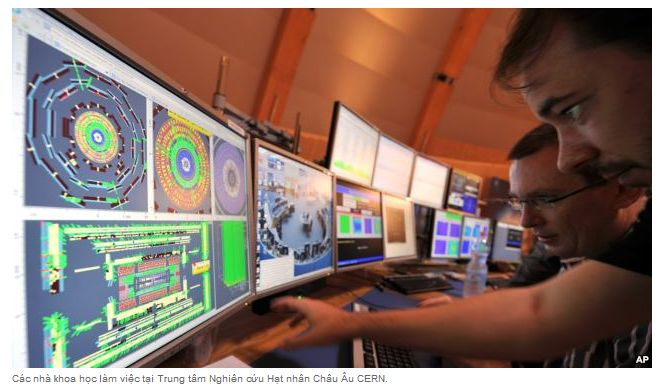 AP
Các nhà khoa học làm việc tại Trung tâm Nghiên cứu Hạt nhân Châu Âu CERN.